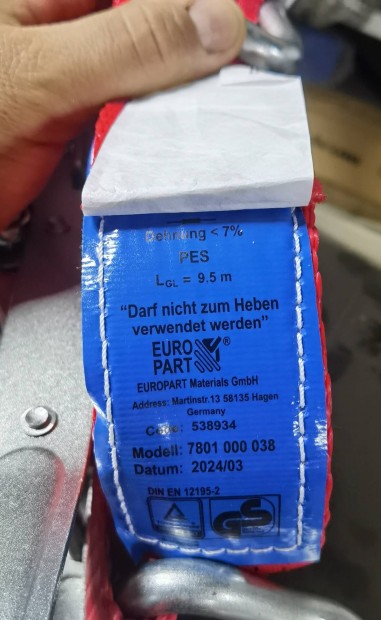 Dehnung < 7%
PES
LGL = 9.5 m
"Darf nicht zum Heben
verwendet werden"
EURO
PART ®
EUROPART Materials GmbH
Address: Martinstr.13 58135 Hagen
Germany
Code: 538934
Modell: 7801 000 038
Datum: 2024/03
DIN EN 12195-2
GS